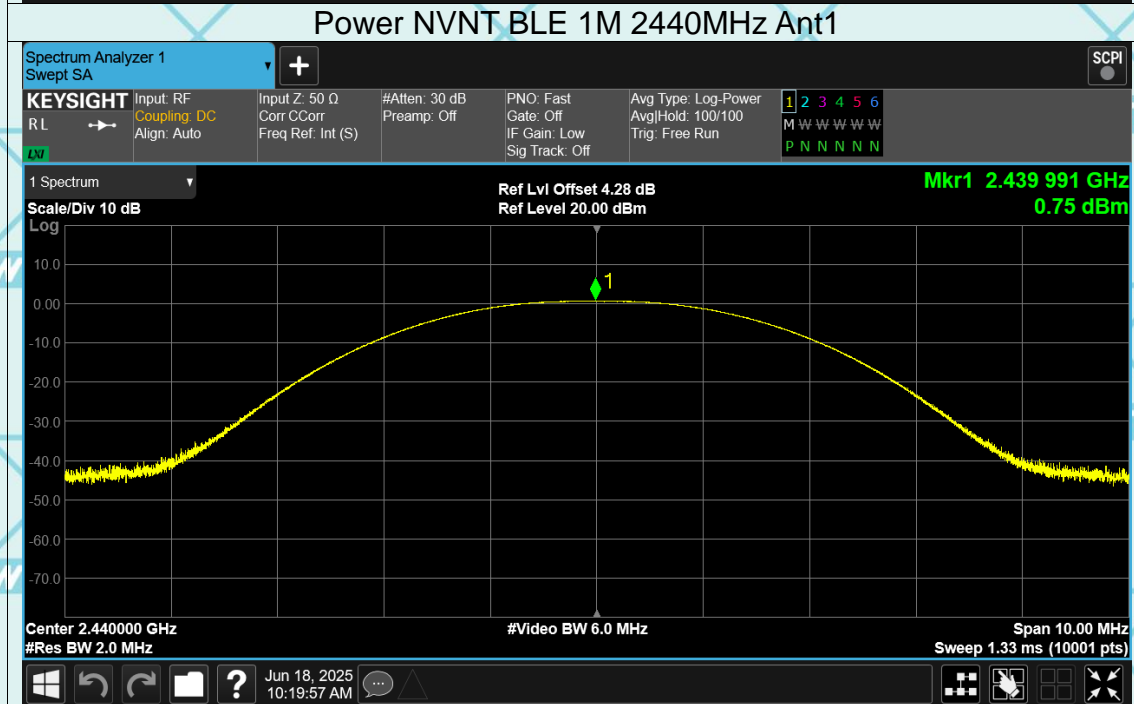 Power NVNT BLE 1M 2440MHz Ant1
Spectrum Analyzer 1
Swept SA
+
SCPI
KEYSIGHT
RL
LXI
Input: RF
Coupling: DC
Align: Auto
Input Z: 50 Ω
Corr CCorr
Freq Ref: Int (S)
#Atten: 30 dB
Preamp: Off
PNO: Fast
Gate: Off
IF Gain: Low
Sig Track: Off
Avg Type: Log-Power
Avg|Hold: 100/100
Trig: Free Run
1 2 3 4 5 6
M W W W W W
P N N N N N
1 Spectrum
Scale/Div 10 dB
Log
Ref Lvl Offset 4.28 dB
Ref Level 20.00 dBm
Mkr1 2.439 991 GHz
0.75 dBm
1
10.0
0.00
-10.0
-20.0
-30.0
-40.0
-50.0
-60.0
-70.0
Center 2.440000 GHz
#Res BW 2.0 MHz
#Video BW 6.0 MHz
Span 10.00 MHz
Sweep 1.33 ms (10001 pts)
?
Jun 18, 2025
10:19:57 AM